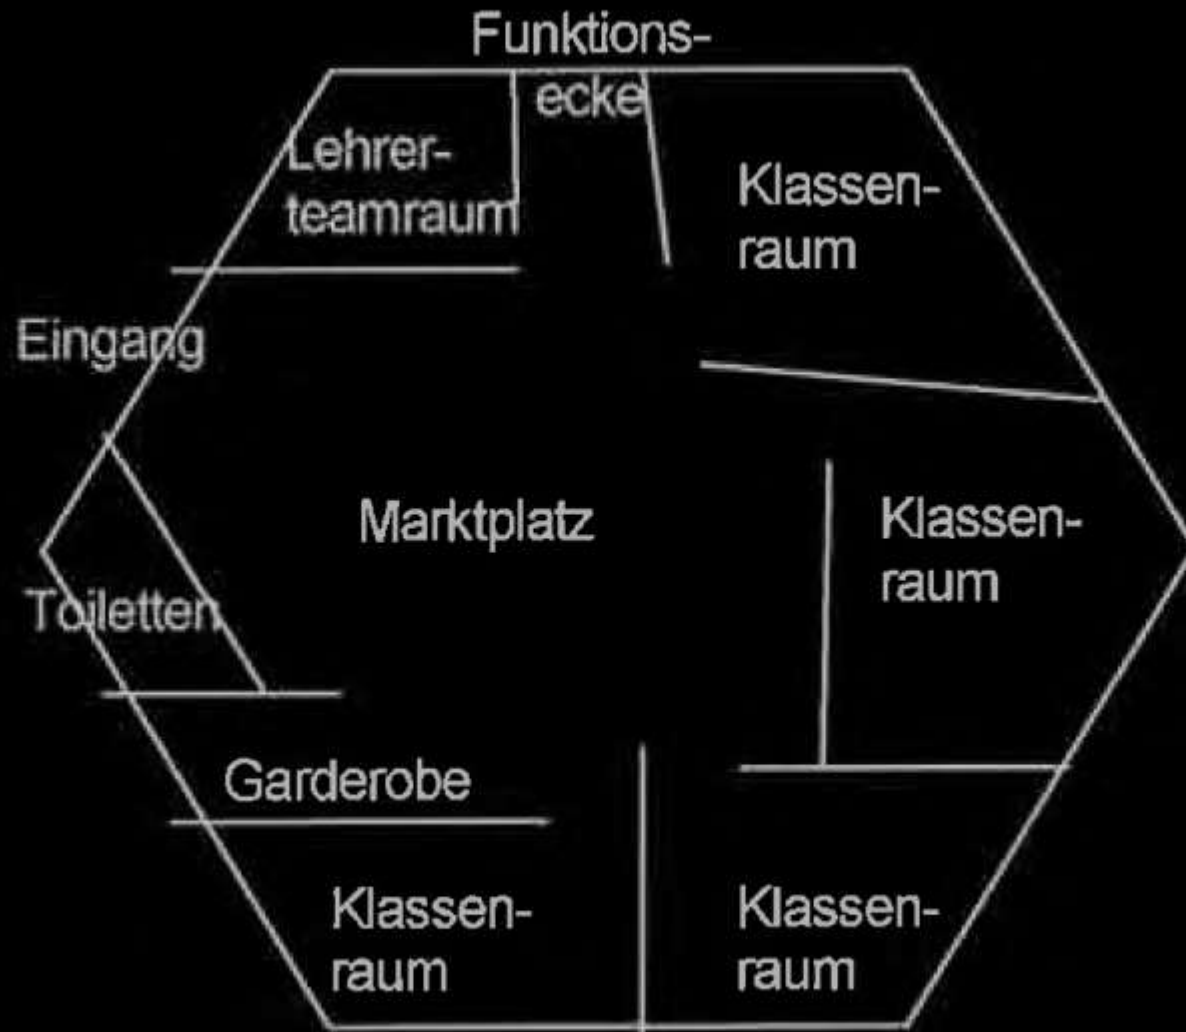 Funktions-
ecke
Lehrer-
teamraum
Klassen-
raum
Eingang
Marktplatz
Klassen-
raum
Toiletten
Garderobe
Klassen-
raum
Klassen-
raum